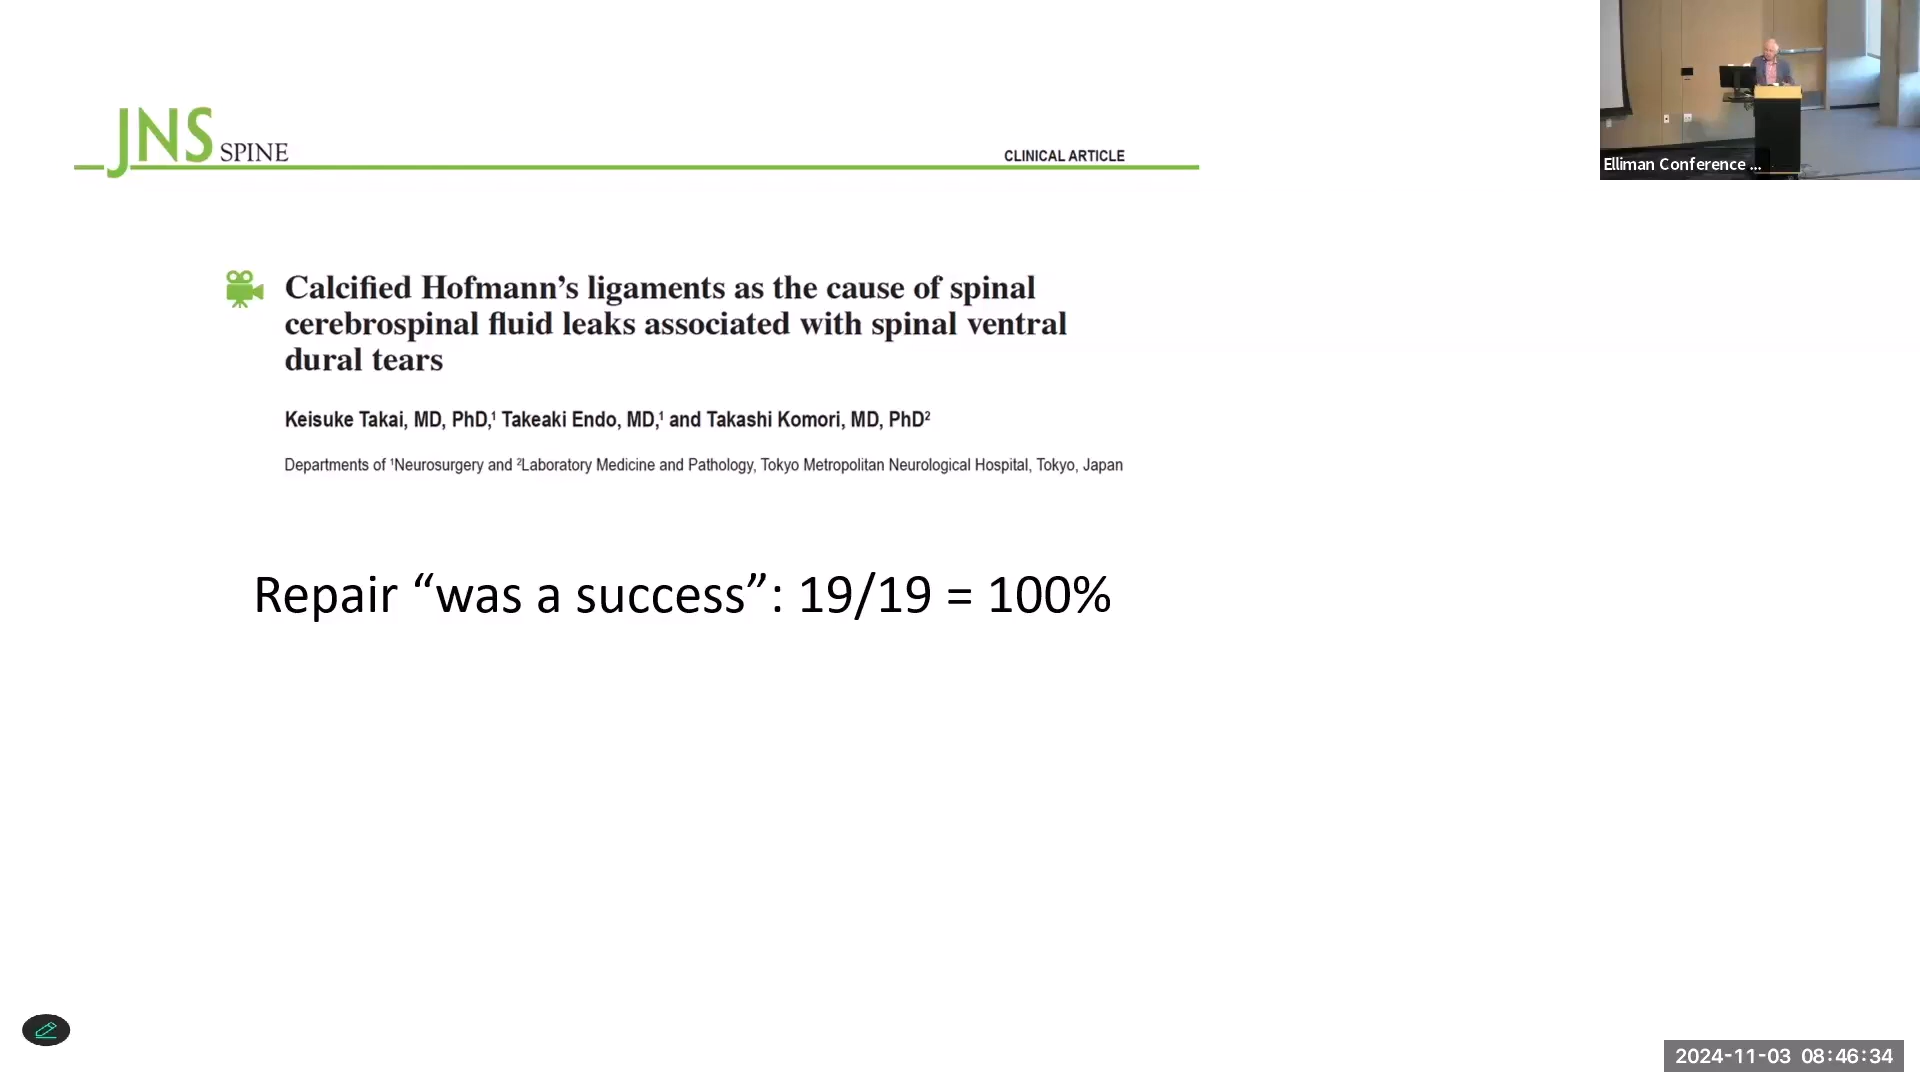 JNS SPINE
CLINICAL ARTICLE
Calcified Hofmann’s ligaments as the cause of spinal
cerebrospinal fluid leaks associated with spinal ventral
dural tears
Keisuke Takai, MD, PhD,¹ Takeaki Endo, MD,¹ and Takashi Komori, MD, PhD²
Departments of ¹Neurosurgery and ²Laboratory Medicine and Pathology, Tokyo Metropolitan Neurological Hospital, Tokyo, Japan
Repair “was a success”: 19/19 = 100%
Elliman Conference ...
2024-11-03 08:46:34